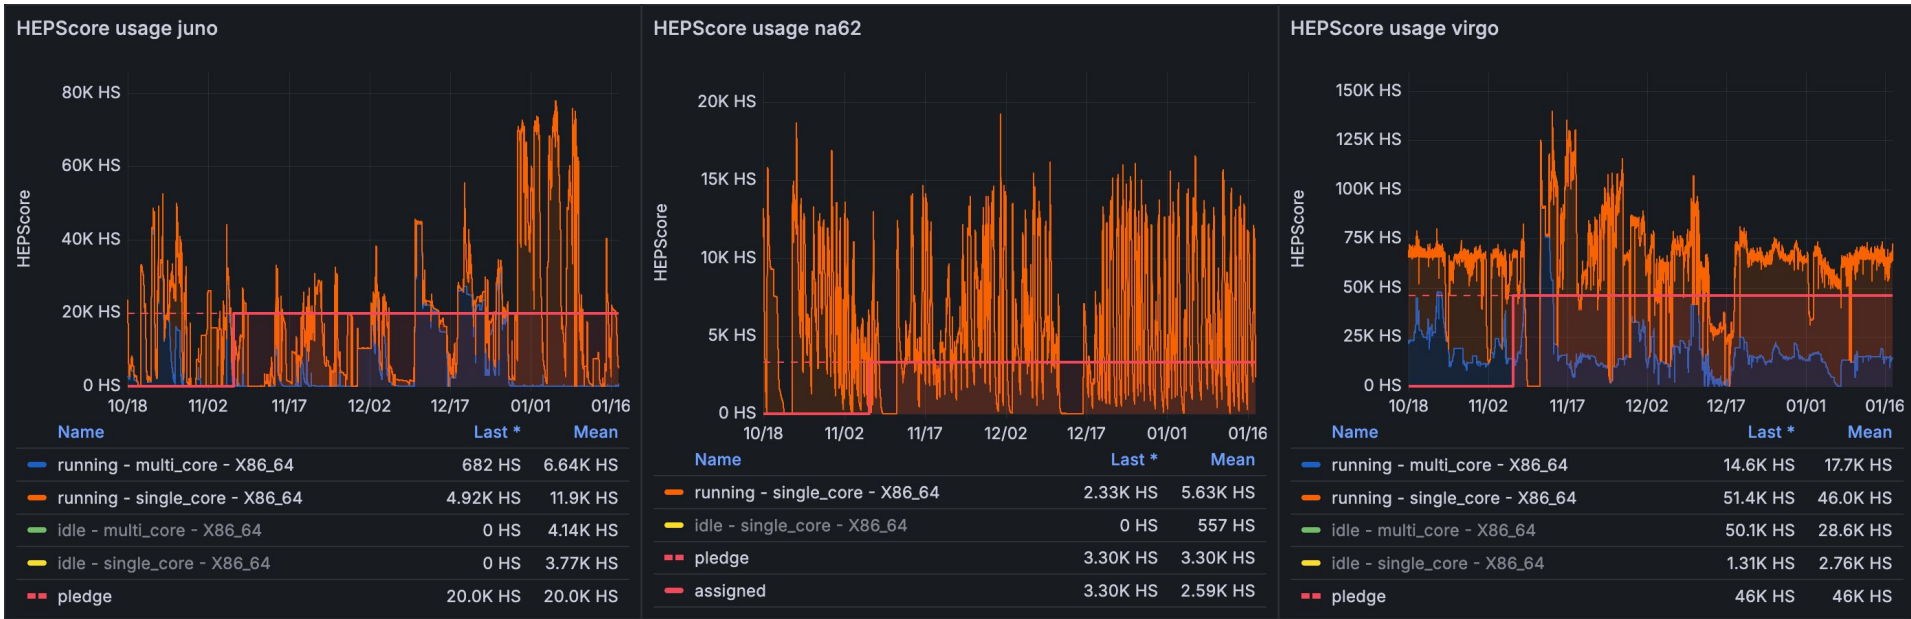 HEPScore usage juno
HEPScore
80K HS
60K HS
40K HS
20K HS
0 HS
10/18 11/02 11/17 12/02 12/17 01/01 01/16
Name Last * Mean
running - multi_core - X86_64 682 HS 6.64K HS
running - single_core - X86_64 4.92K HS 11.9K HS
idle - multi_core - X86_64 0 HS 4.14K HS
idle - single_core - X86_64 0 HS 3.77K HS
pledge 20.0K HS 20.0K HS
HEPScore usage na62
HEPScore
20K HS
15K HS
10K HS
5K HS
0 HS
10/18 11/02 11/17 12/02 12/17 01/01 01/16
Name Last * Mean
running - single_core - X86_64 2.33K HS 5.63K HS
idle - single_core - X86_64 0 HS 557 HS
pledge 3.30K HS 3.30K HS
assigned 3.30K HS 2.59K HS
HEPScore usage virgo
HEPScore
150K HS
125K HS
100K HS
75K HS
50K HS
25K HS
0 HS
10/18 11/02 11/17 12/02 12/17 01/01 01/16
Name Last * Mean
running - multi_core - X86_64 14.6K HS 17.7K HS
running - single_core - X86_64 51.4K HS 46.0K HS
idle - multi_core - X86_64 50.1K HS 28.6K HS
idle - single_core - X86_64 1.31K HS 2.76K HS
pledge 46K HS 46K HS